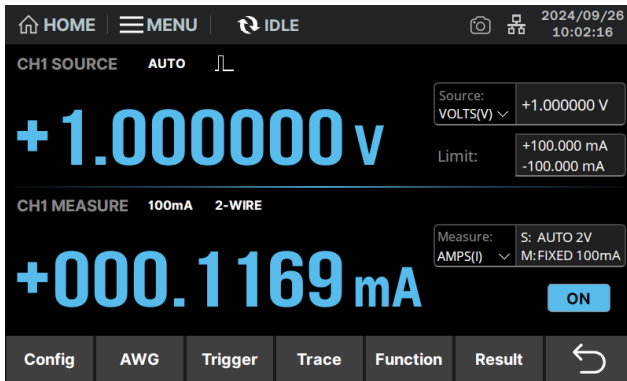 HOME MENU IDLE 2024/09/26
10:02:16
CH1 SOURCE AUTO
+1.000000 V
Source:
VOLTS(V) +1.000000 V
Limit: +100.000 mA
-100.000 mA
CH1 MEASURE 100mA 2-WIRE
+000.1169 mA
Measure: S: AUTO 2V
AMPS(I) M:FIXED 100mA
ON
Config AWG Trigger Trace Function Result